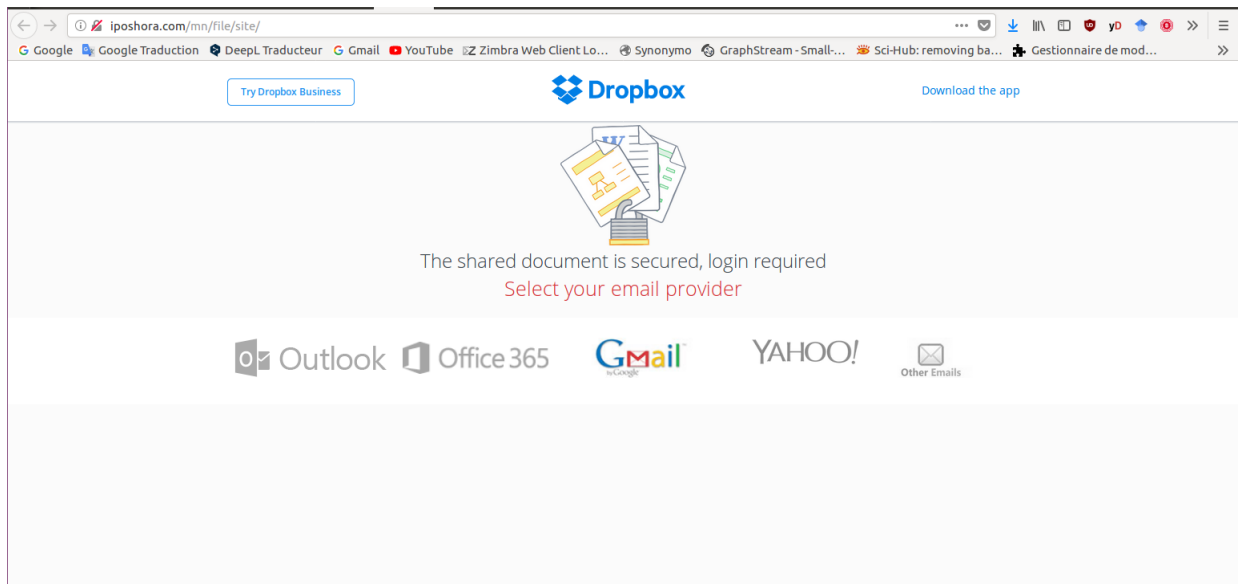 iposhora.com/mn/file/site/
G Google Google Traduction DeepL Traducteur G Gmail YouTube Zimbra Web Client Lo... Synonymo GraphStream - Small-... Sci-Hub: removing ba... Gestionnaire de mod...
Try Dropbox Business Dropbox Download the app
W
The shared document is secured, login required
Select your email provider
Outlook Office 365 Gmail by Google YAHOO! Other Emails